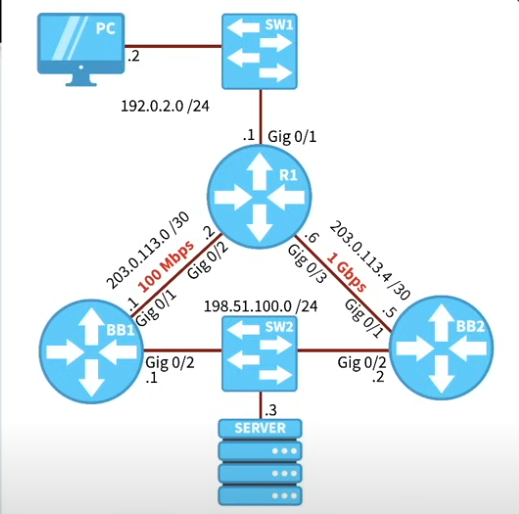 PC
SW1
.2
192.0.2.0 /24
.1 Gig 0/1
R1
203.0.113.0 /30
100 Mbps
.2
Gig 0/2
.1
Gig 0/1
.6
203.0.113.4 /30
1 Gbps
Gig 0/3
.5
Gig 0/1
198.51.100.0 /24
BB1
SW2
BB2
Gig 0/2
.1
Gig 0/2
.2
.3
SERVER